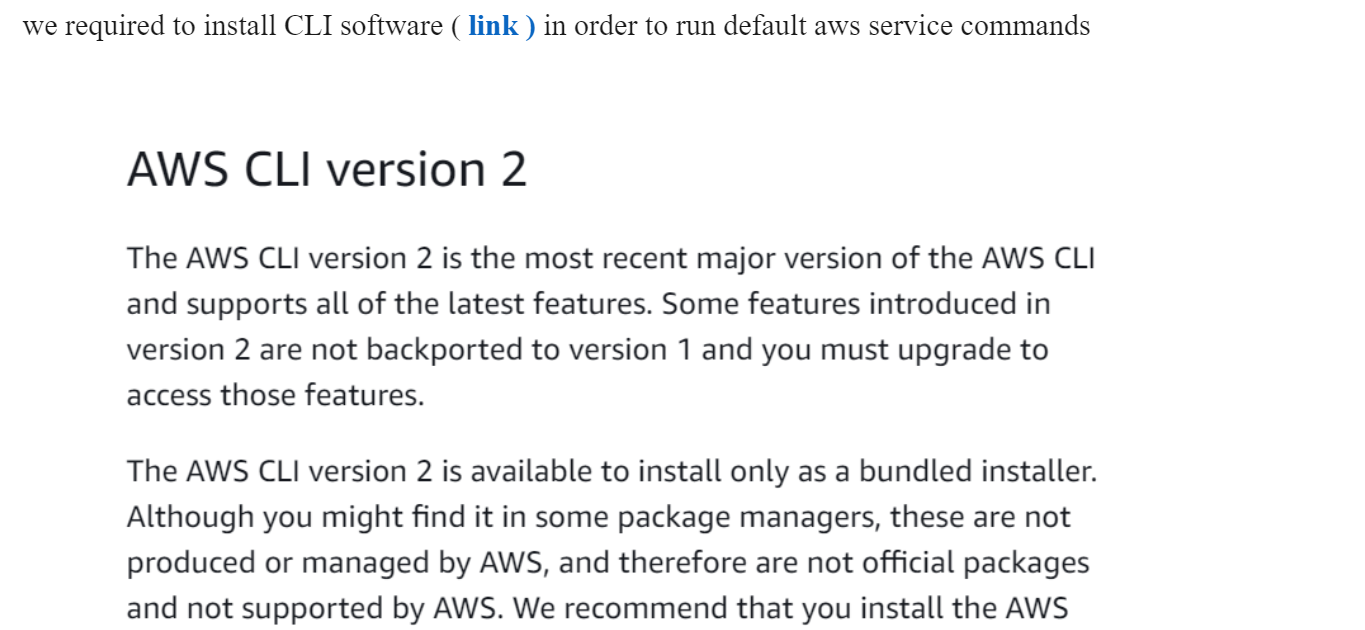 we required to install CLI software ( link ) in order to run default aws service commands
AWS CLI version 2
The AWS CLI version 2 is the most recent major version of the AWS CLI
and supports all of the latest features. Some features introduced in
version 2 are not backported to version 1 and you must upgrade to
access those features.
The AWS CLI version 2 is available to install only as a bundled installer.
Although you might find it in some package managers, these are not
produced or managed by AWS, and therefore are not official packages
and not supported by AWS. We recommend that you install the AWS